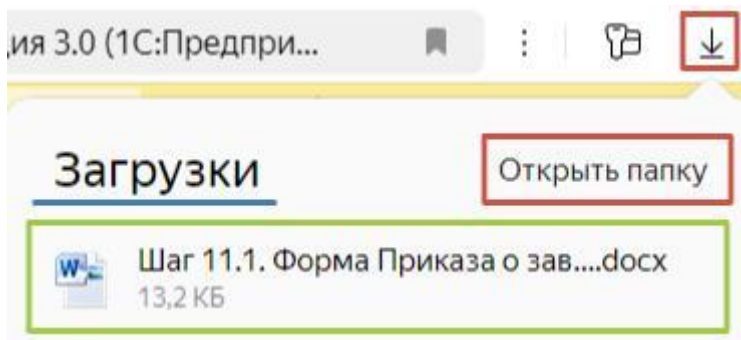 ия 3.0 (1С:Предпри...
Загрузки
Открыть папку
Шаг 11.1. Форма Приказа о зав....docx
13,2 КБ